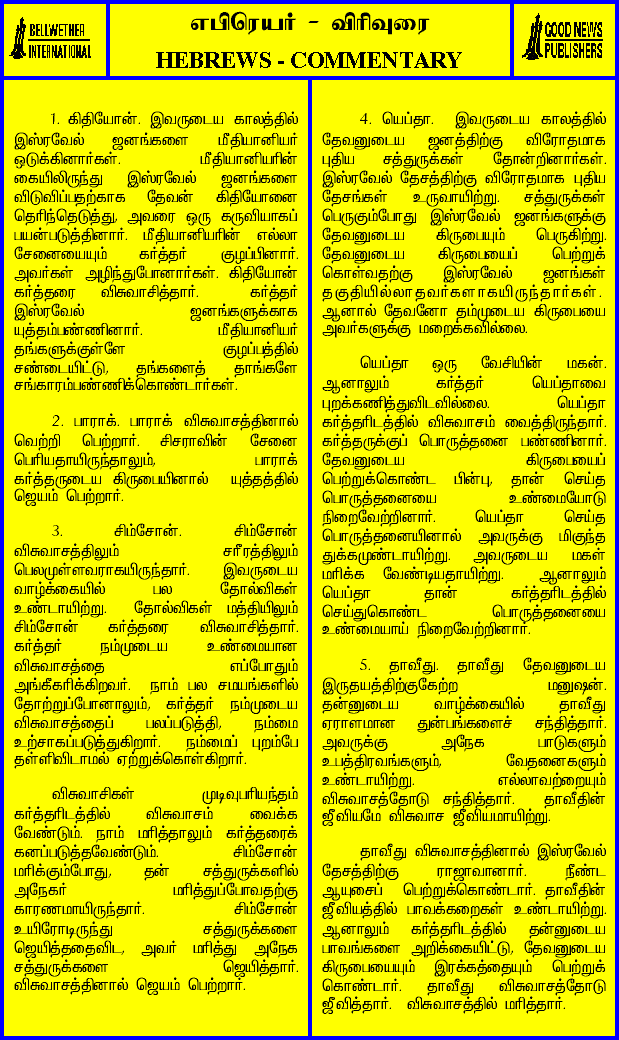 BELLWETHER
INTERNATIONAL
எபிரெயர் - விரிவுரை
HEBREWS - COMMENTARY
GOOD NEWS
PUBLISHERS
1. கிதியோன். இவருடைய காலத்தில்
இஸ்ரவேல் ஜனங்களை மீதியானியர்
ஒடுக்கினார்கள். மீதியானியரின்
கையிலிருந்து இஸ்ரவேல் ஜனங்களை
விடுவிப்பதற்காக தேவன் கிதியோனை
தெரிந்தெடுத்து, அவரை ஒரு கருவியாகப்
பயன்படுத்தினார். மீதியானியரின் எல்லா
சேனையையும் கர்த்தர் குழப்பினார்.
அவர்கள் அழிந்துபோனார்கள். கிதியோன்
கர்த்தரை விசுவாசித்தார். கர்த்தர்
இஸ்ரவேல் ஜனங்களுக்காக
யுத்தம்பண்ணினார். மீதியானியர்
தங்களுக்குள்ளே குழப்பத்தில்
சண்டையிட்டு, தங்களைத் தாங்களே
சங்காரம்பண்ணிக்கொண்டார்கள்.
2. பாராக். பாராக் விசுவாசத்தினால்
வெற்றி பெற்றார். சிசராவின் சேனை
பெரியதாயிருந்தாலும், பாராக்
கர்த்தருடைய கிருபையினால் யுத்தத்தில்
ஜெயம் பெற்றார்.
3. சிம்சோன். சிம்சோன்
விசுவாசத்திலும் சரீரத்திலும்
பெலமுள்ளவராகயிருந்தார். இவருடைய
வாழ்க்கையில் பல தோல்விகள்
உண்டாயிற்று. தோல்விகள் மத்தியிலும்
சிம்சோன் கர்த்தரை விசுவாசித்தார்.
கர்த்தர் நம்முடைய உண்மையான
விசுவாசத்தை எப்போதும்
அங்கீகரிக்கிறவர். நாம் பல சமயங்களில்
தோற்றுப்போனாலும், கர்த்தர் நம்முடைய
விசுவாசத்தைப் பலப்படுத்தி, நம்மை
உற்சாகப்படுத்துகிறார். நம்மைப் புறம்பே
தள்ளிவிடாமல் ஏற்றுக்கொள்கிறார்.
விசுவாசிகள் முடிவுபரியந்தம்
கர்த்தரிடத்தில் விசுவாசம் வைக்க
வேண்டும். நாம் மரித்தாலும் கர்த்தரைக்
கனப்படுத்தவேண்டும். சிம்சோன்
மரிக்கும்போது, தன் சத்துருக்களில்
அநேகர் மரித்துப்போவதற்கு
காரணமாயிருந்தார். சிம்சோன்
உயிரோடிருந்து சத்துருக்களை
ஜெயித்ததைவிட, அவர் மரித்து அநேக
சத்துருக்களை ஜெயித்தார்.
விசுவாசத்தினால் ஜெயம் பெற்றார்.
4. யெப்தா. இவருடைய காலத்தில்
தேவனுடைய ஜனத்திற்கு விரோதமாக
புதிய சத்துருக்கள் தோன்றினார்கள்.
இஸ்ரவேல் தேசத்திற்கு விரோதமாக புதிய
தேசங்கள் உருவாயிற்று. சத்துருக்கள்
பெருகும்போது இஸ்ரவேல் ஜனங்களுக்கு
தேவனுடைய கிருபையும் பெருகிற்று.
தேவனுடைய கிருபையைப் பெற்றுக்
கொள்வதற்கு இஸ்ரவேல் ஜனங்கள்
தகுதியில்லாதவர்களாகயிருந்தார்கள்.
ஆனால் தேவனோ தம்முடைய கிருபையை
அவர்களுக்கு மறைக்கவில்லை.
யெப்தா ஒரு வேசியின் மகன்.
ஆனாலும் கர்த்தர் யெப்தாவை
புறக்கணித்துவிடவில்லை. யெப்தா
கர்த்தரிடத்தில் விசுவாசம் வைத்திருந்தார்.
கர்த்தருக்குப் பொருத்தனை பண்ணினார்.
தேவனுடைய கிருபையைப்
பெற்றுக்கொண்ட பின்பு, தான் செய்த
பொருத்தனையை உண்மையோடு
நிறைவேற்றினார். யெப்தா செய்த
பொருத்தனையினால் அவருக்கு மிகுந்த
துக்கமுண்டாயிற்று. அவருடைய மகள்
மரிக்க வேண்டியதாயிற்று. ஆனாலும்
யெப்தா தான் கர்த்தரிடத்தில்
செய்துகொண்ட பொருத்தனையை
உண்மையாய் நிறைவேற்றினார்.
5. தாவீது. தாவீது தேவனுடைய
இருதயத்திற்குகேற்ற மனுஷன்.
தன்னுடைய வாழ்க்கையில் தாவீது
ஏராளமான துன்பங்களைச் சந்தித்தார்.
அவருக்கு அநேக பாடுகளும்
உபத்திரவங்களும், வேதனைகளும்
உண்டாயிற்று. எல்லாவற்றையும்
விசுவாசத்தோடு சந்தித்தார். தாவீதின்
ஜீவியமே விசுவாச ஜீவியமாயிற்று.
தாவீது விசுவாசத்தினால் இஸ்ரவேல்
தேசத்திற்கு ராஜாவானார். நீண்ட
ஆயுசைப் பெற்றுக்கொண்டார். தாவீதின்
ஜீவியத்தில் பாவக்கறைகள் உண்டாயிற்று.
ஆனாலும் கர்த்தரிடத்தில் தன்னுடைய
பாவங்களை அறிக்கையிட்டு, தேவனுடைய
கிருபையையும் இரக்கத்தையும் பெற்றுக்
கொண்டார். தாவீது விசுவாசத்தோடு
ஜீவித்தார். விசுவாசத்தில் மரித்தார்.